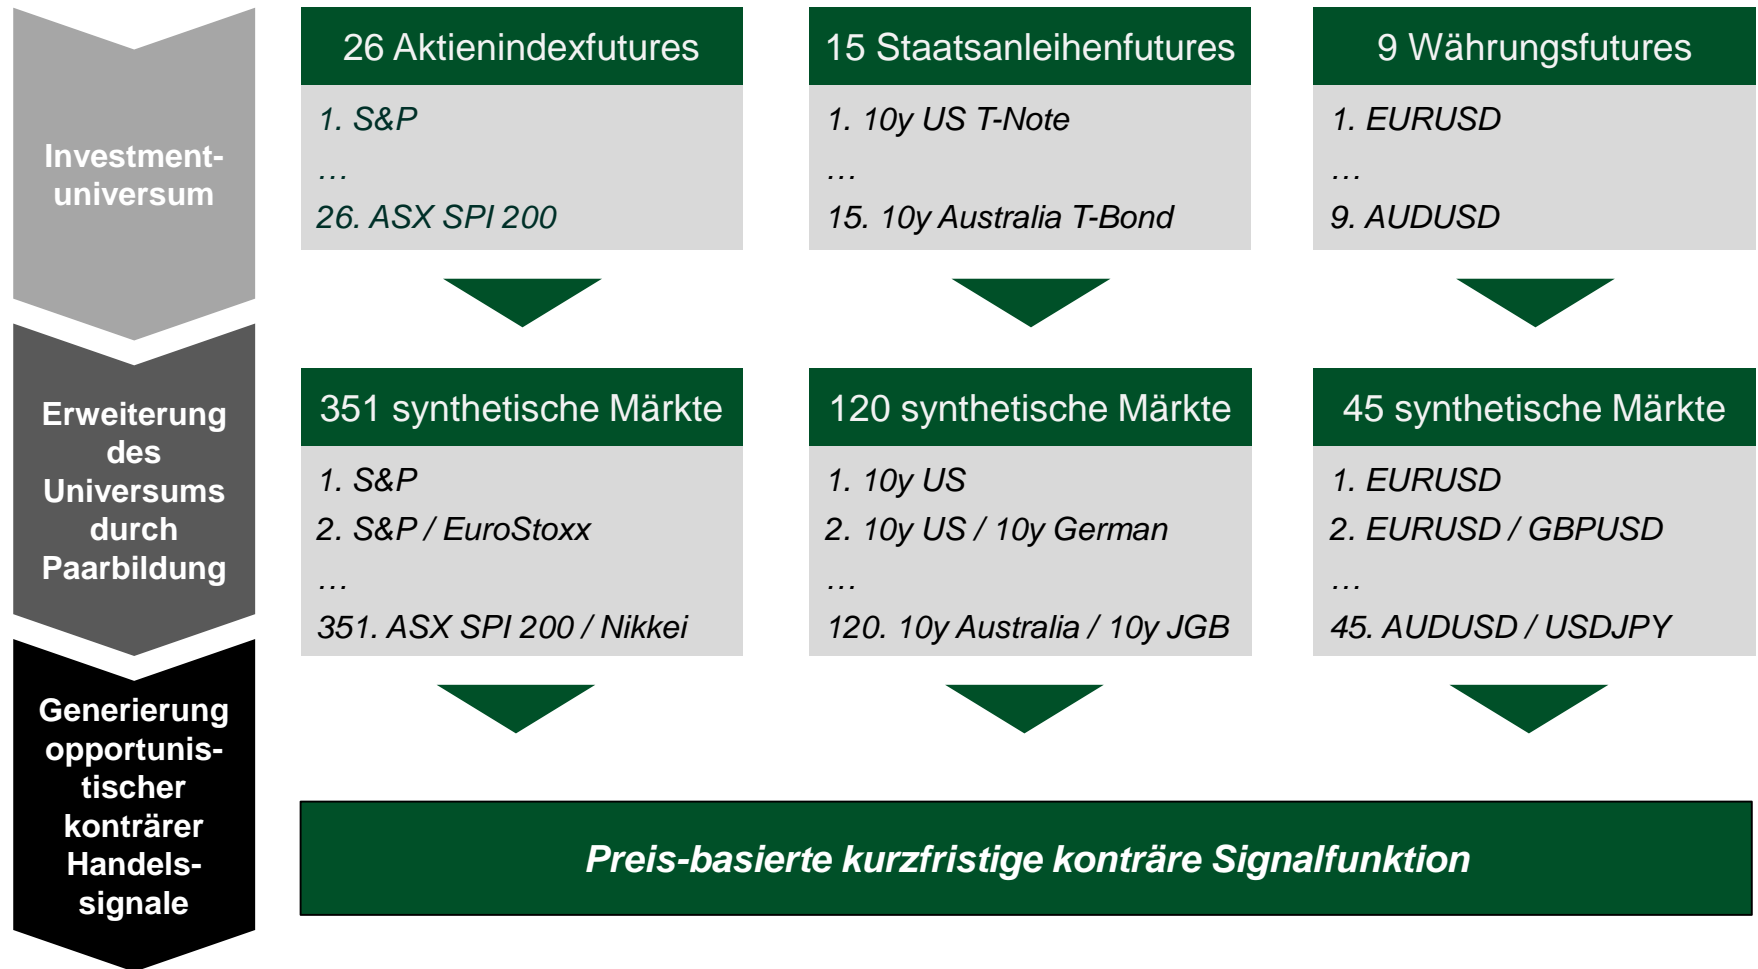 Investment-
universum
26 Aktienindexfutures
1. S&P
…
26. ASX SPI 200
15 Staatsanleihenfutures
1. 10y US T-Note
…
15. 10y Australia T-Bond
9 Währungsfutures
1. EURUSD
…
9. AUDUSD
Erweiterung
des
Universums
durch
Paarbildung
351 synthetische Märkte
1. S&P
2. S&P / EuroStoxx
…
351. ASX SPI 200 / Nikkei
120 synthetische Märkte
1. 10y US
2. 10y US / 10y German
…
120. 10y Australia / 10y JGB
45 synthetische Märkte
1. EURUSD
2. EURUSD / GBPUSD
…
45. AUDUSD / USDJPY
Generierung
opportunis-
tischer
konträrer
Handels-
signale
Preis-basierte kurzfristige konträre Signalfunktion